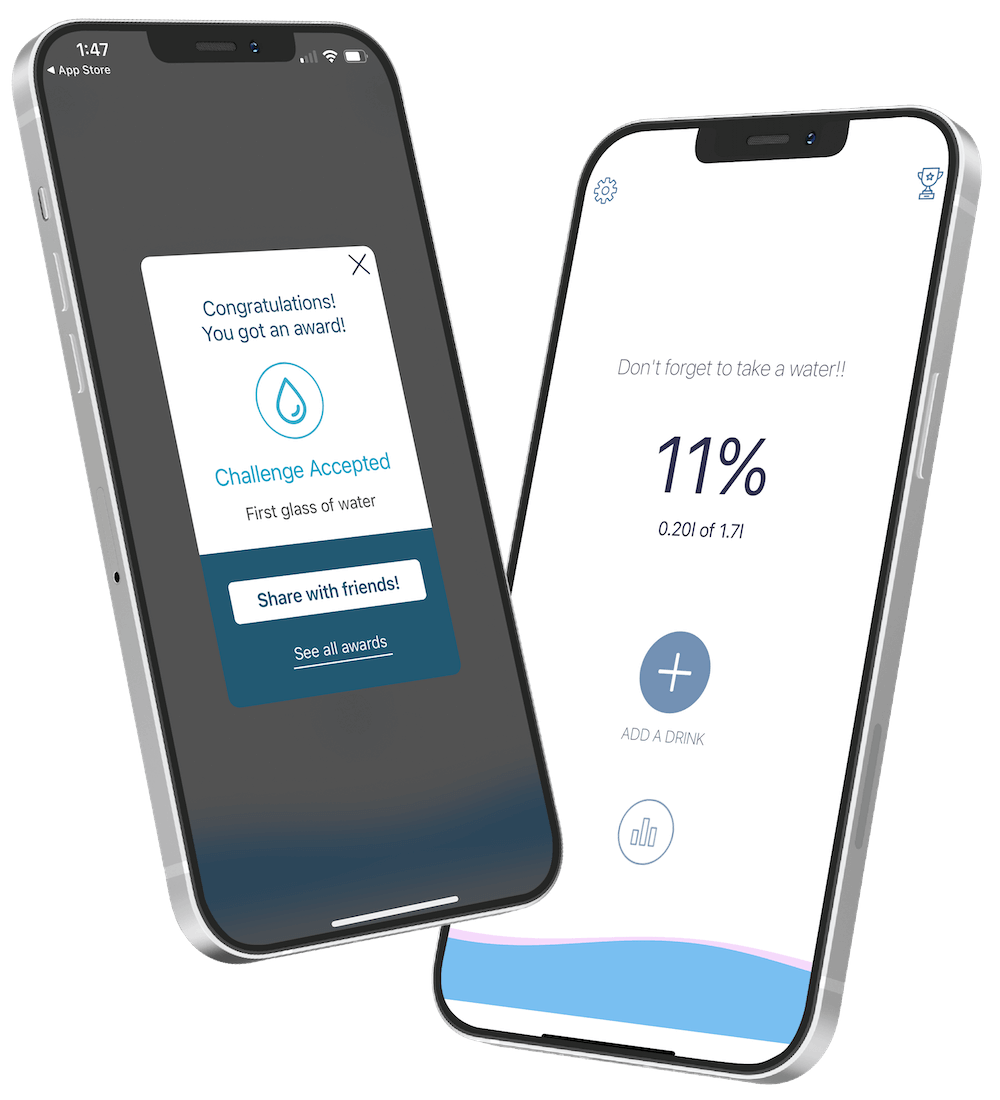 1:47
◀ App Store
Congratulations!
You got an award!
Challenge Accepted
First glass of water
Share with friends!
See all awards
Don't forget to take a water!!
11%
0.20l of 1.7l
ADD A DRINK